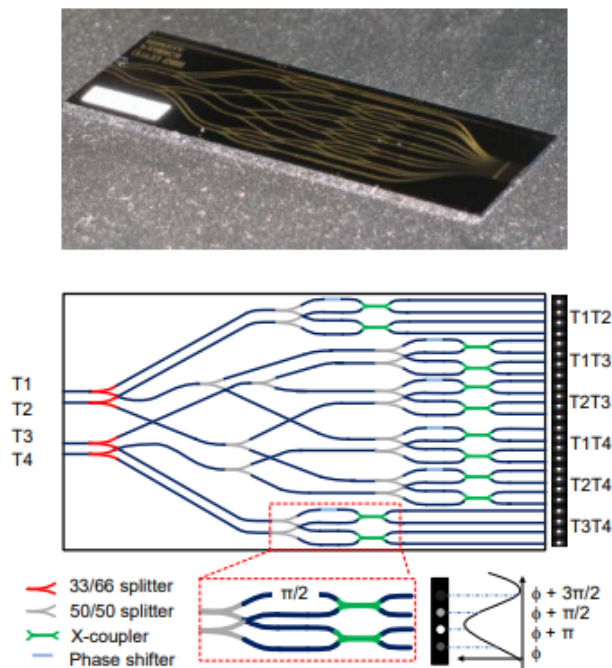 T1T2
T1T3
T1
T2
T2T3
T3
T4
T1T4
T2T4
T3T4
33/66 splitter
50/50 splitter
X-coupler
Phase shifter
π/2
ϕ + 3π/2
ϕ + π/2
ϕ + π
ϕ